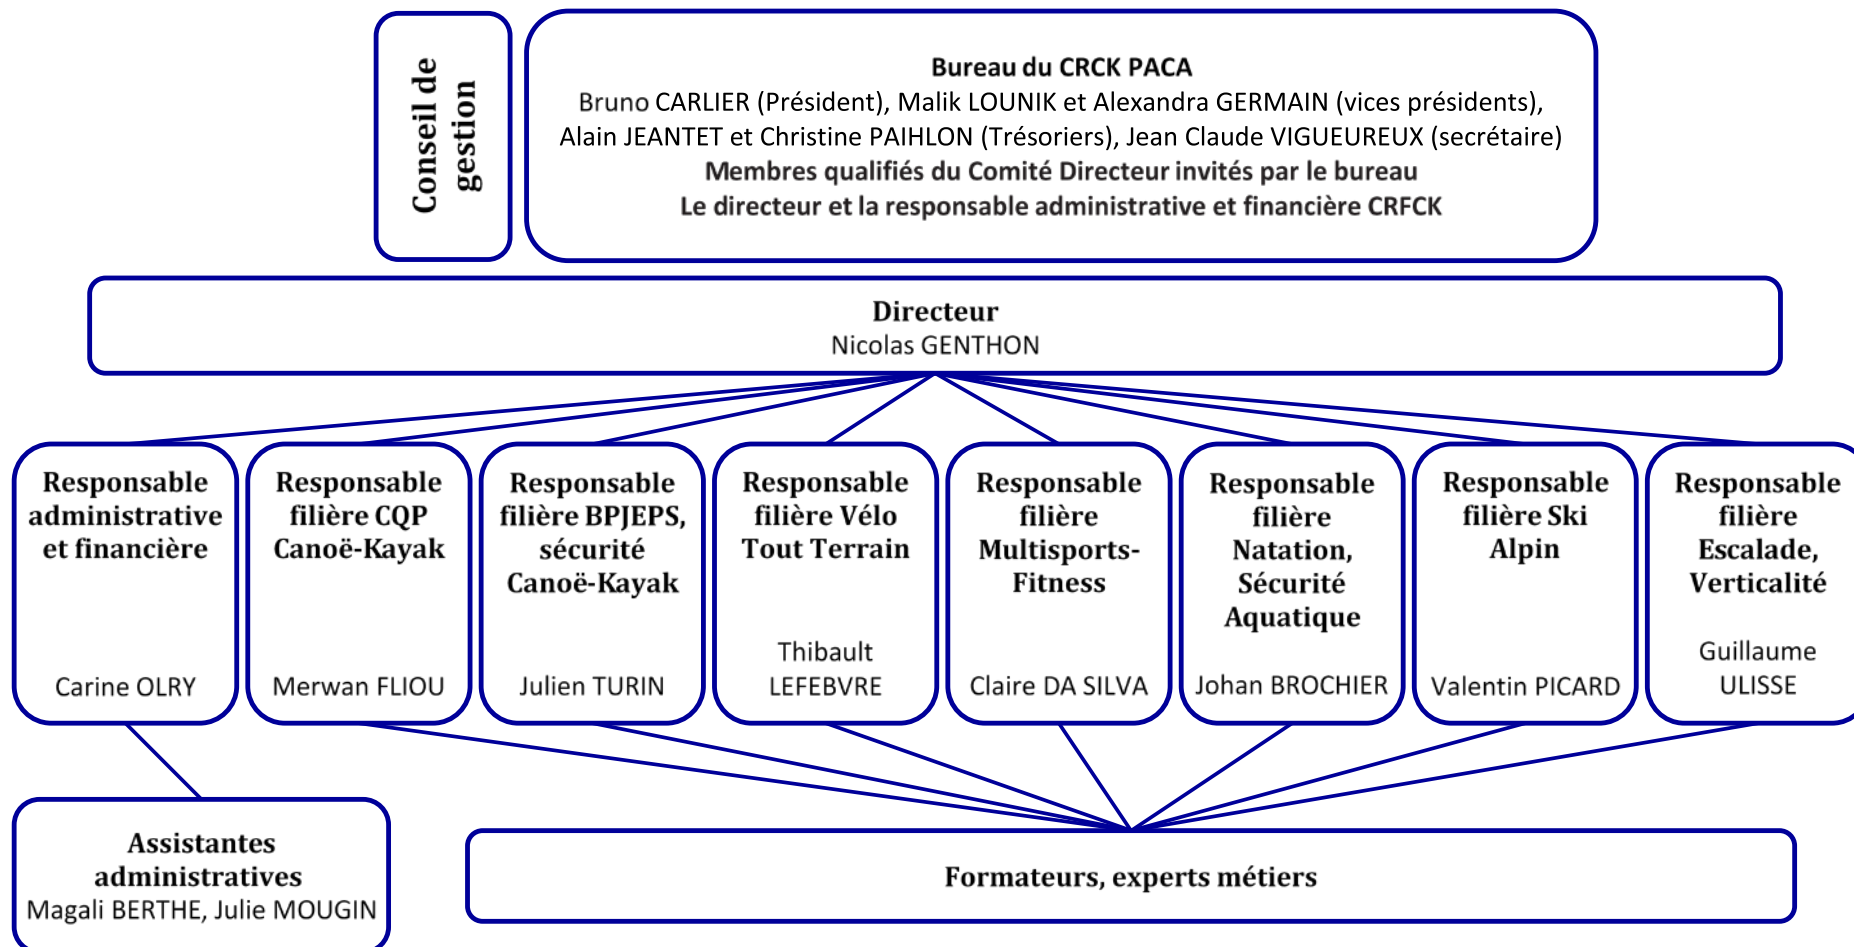 Conseil de
gestion
Bureau du CRCK PACA
Bruno CARLIER (Président), Malik LOUNIK et Alexandra GERMAIN (vices présidents),
Alain JEANTET et Christine PAIHLON (Trésoriers), Jean Claude VIGUEUREUX (secrétaire)
Membres qualifiés du Comité Directeur invités par le bureau
Le directeur et la responsable administrative et financière CRFCK
Directeur
Nicolas GENTHON
Responsable
administrative
et financière
Carine OLRY
Responsable
filière CQP
Canoë-Kayak
Merwan FLIOU
Responsable
filière BPJEPS,
sécurité
Canoë-Kayak
Julien TURIN
Responsable
filière Vélo
Tout Terrain
Thibault
LEFEBVRE
Responsable
filière
Multisports-
Fitness
Claire DA SILVA
Responsable
filière
Natation,
Sécurité
Aquatique
Johan BROCHIER
Responsable
filière Ski
Alpin
Valentin PICARD
Responsable
filière
Escalade,
Verticalité
Guillaume
ULISSE
Assistantes
administratives
Magali BERTHE, Julie MOUGIN
Formateurs, experts métiers